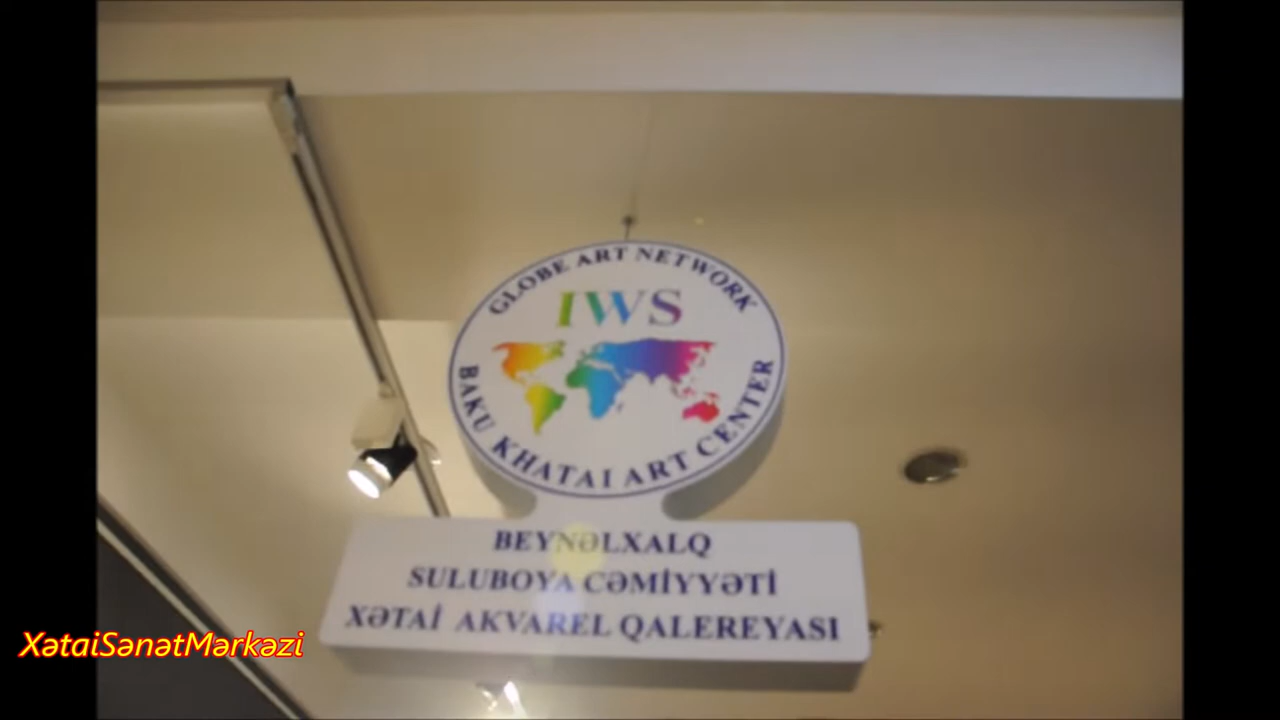 GLOBE ART NETWORK
IWS
BAKU KHATAI ART CENTER
BEYNƏLXALQ
SULUBOYA CƏMİYYƏTİ
XƏTAİ AKVAREL QALEREYASI
XətaiSənətMərkəzi